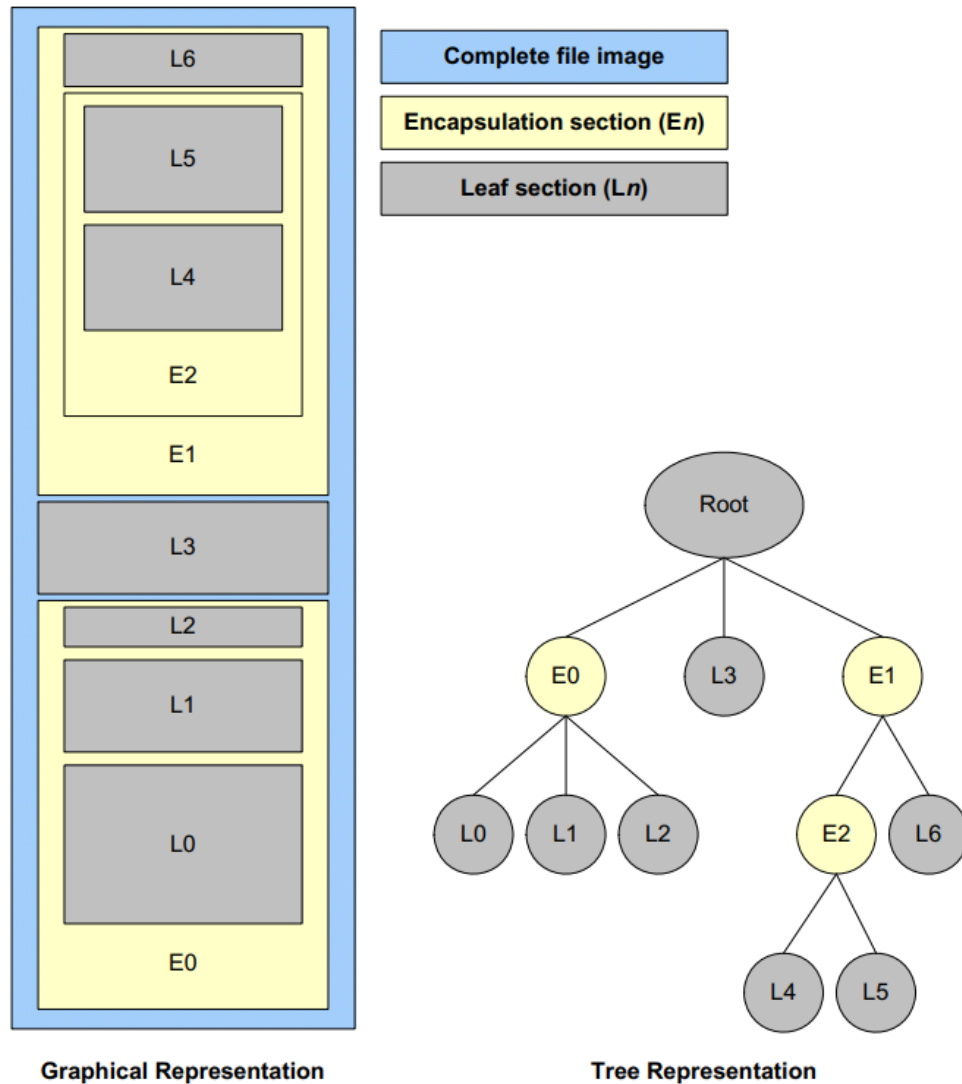 L6
L5
L4
E2
E1
L3
L2
L1
L0
E0
Graphical Representation
Complete file image
Encapsulation section (En)
Leaf section (Ln)
Root
E0 L3 E1
L0 L1 L2 E2 L6
L4 L5
Tree Representation